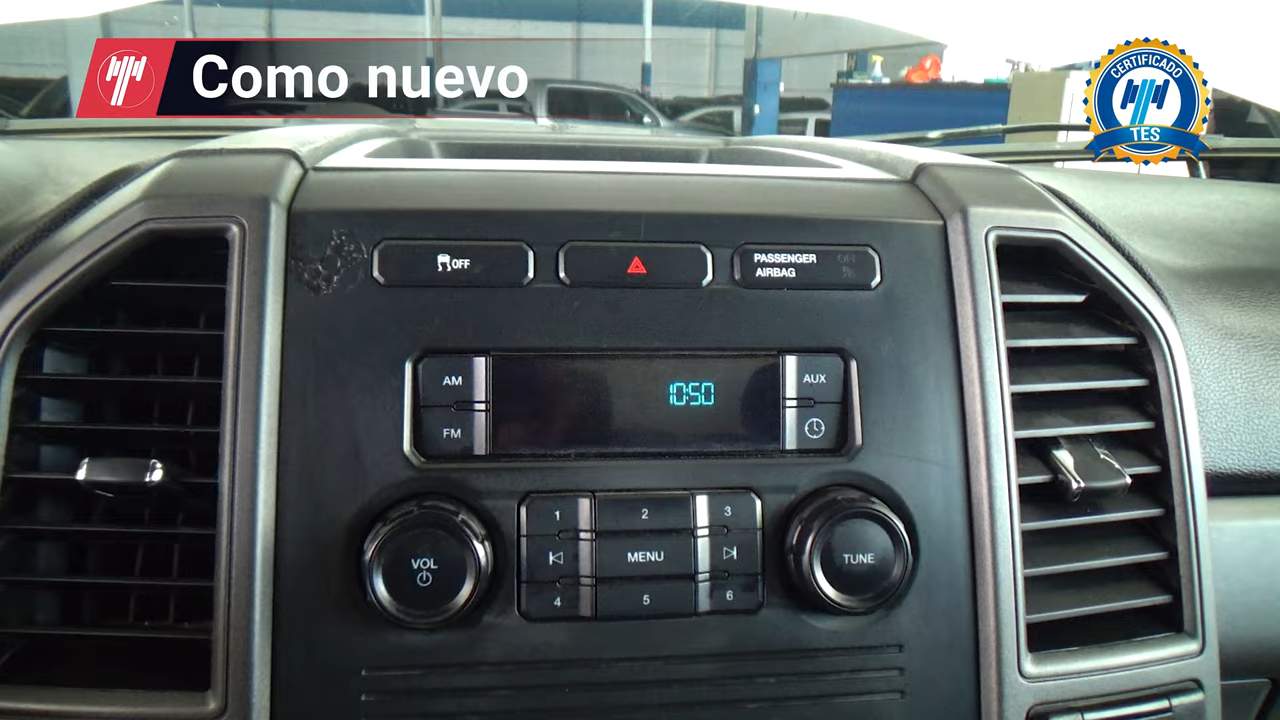 Como nuevo
CERTIFICADO
TES
OFF
PASSENGER
AIRBAG
OFF
AM
10:50
AUX
FM
1
2
3
VOL
MENU
TUNE
4
5
6